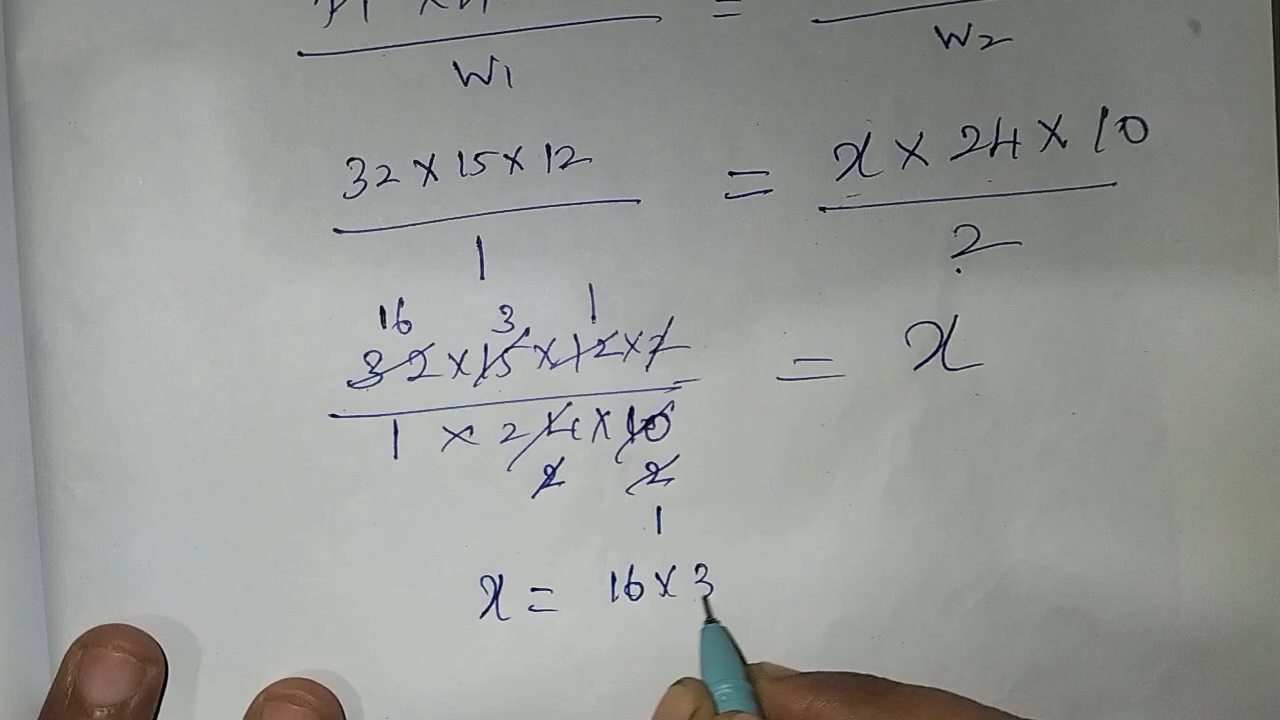 =
W1 W2
32 × 15 × 12 = x × 24 × 10
1 2
16 3 1
32 × 15 × 12 × 2 = x
1 × 24 × 10
2 2
1
x = 16 × 3